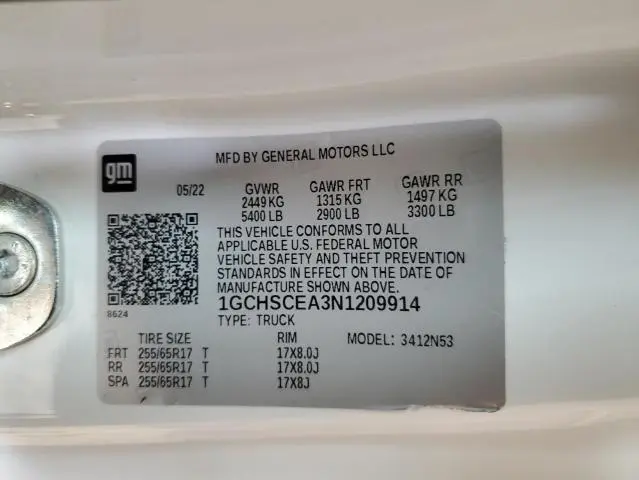 gm
MFD BY GENERAL MOTORS LLC
05/22 GVWR GAWR FRT GAWR RR
2449 KG 1315 KG 1497 KG
5400 LB 2900 LB 3300 LB
THIS VEHICLE CONFORMS TO ALL
APPLICABLE U.S. FEDERAL MOTOR
VEHICLE SAFETY AND THEFT PREVENTION
STANDARDS IN EFFECT ON THE DATE OF
MANUFACTURE SHOWN ABOVE.
8624 1GCHSCEA3N1209914
TYPE: TRUCK
TIRE SIZE RIM MODEL: 3412N53
FRT 255/65R17 T 17X8.0J
RR 255/65R17 T 17X8.0J
SPA 255/65R17 T 17X8J